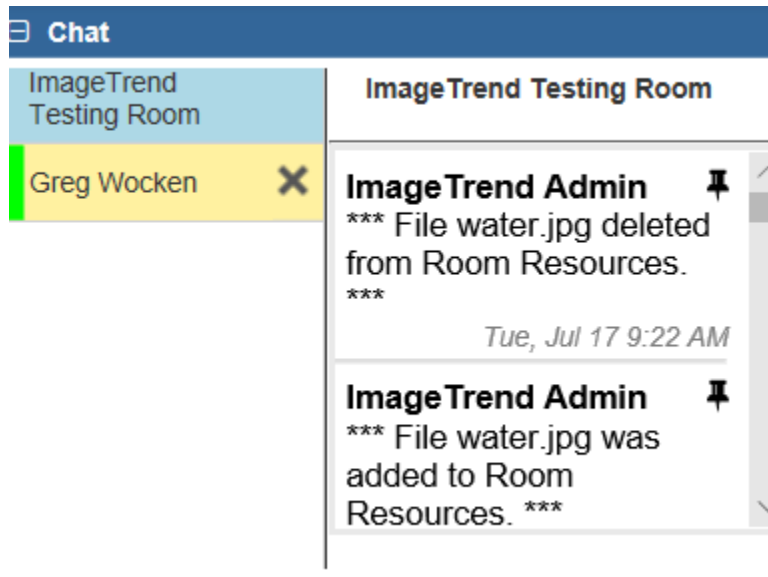 Chat
ImageTrend
Testing Room
Greg Wocken
ImageTrend Testing Room
ImageTrend Admin
*** File water.jpg deleted
from Room Resources.
***
Tue, Jul 17 9:22 AM
ImageTrend Admin
*** File water.jpg was
added to Room
Resources. ***